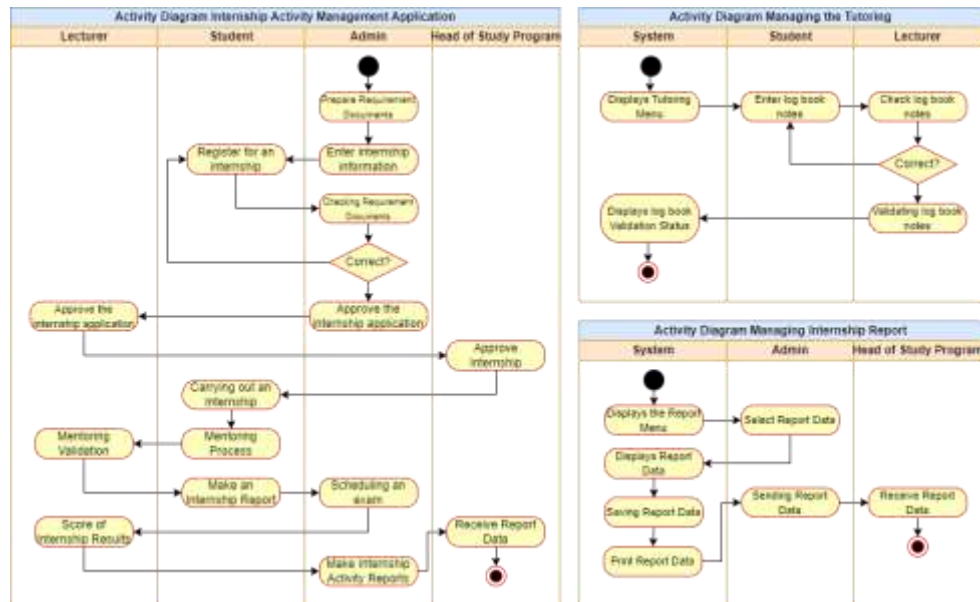 Activity Diagram Internship Activity Management Application
Lecturer
Student
Admin
Head of Study Program
Prepare Requirement
Documents
Register for an
internship
Enter internship
information
Checking Requirement
Documents
Correct?
Approve the
internship application
Approve the
internship application
Approve
Internship
Carrying out an
internship
Mentoring
Validation
Mentoring
Process
Make an
Internship Report
Scheduling an
exam
Score of
Internship Results
Receive Report
Data
Make Internship
Activity Reports
Activity Diagram Managing the Tutoring
System
Student
Lecturer
Displays Tutoring
Menu
Enter log book
notes
Check log book
notes
Correct?
Displays log book
Validation Status
Validating log book
notes
Activity Diagram Managing Internship Report
System
Admin
Head of Study Program
Displays the Report
Menu
Select Report Data
Displays Report
Data
Saving Report Data
Sending Report
Data
Receive Report
Data
Print Report Data